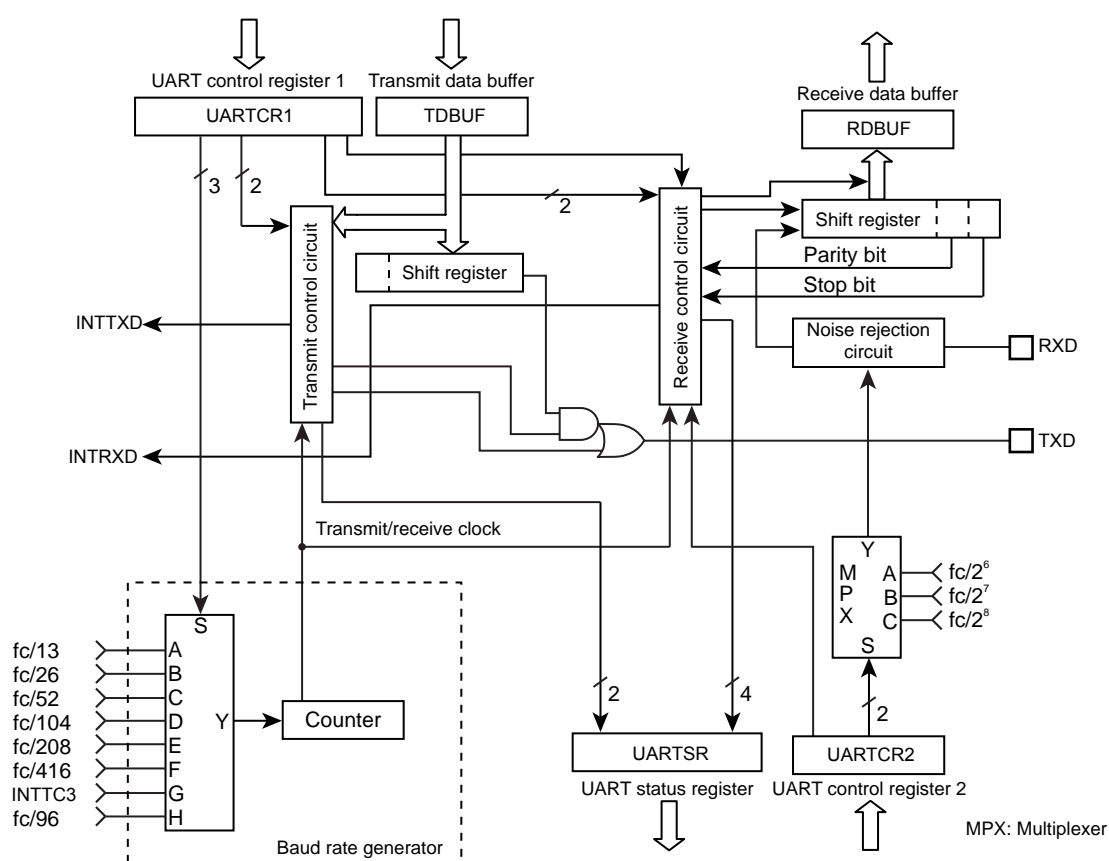 UART control register 1
Transmit data buffer
Receive data buffer
UARTCR1
TDBUF
RDBUF
3
2
2
Transmit control circuit
Shift register
Receive control circuit
Shift register
Parity bit
Stop bit
INTTXD
Noise rejection
circuit
RXD
INTRXD
TXD
Transmit/receive clock
Y
M
P
X
A
B
C
S
fc/2⁶
fc/2⁷
fc/2⁸
S
fc/13
A
fc/26
B
fc/52
C
fc/104
D
fc/208
E
fc/416
F
INTTC3
G
fc/96
H
Y
Counter
2
4
2
UARTSR
UARTCR2
UART status register
UART control register 2
Baud rate generator
MPX: Multiplexer